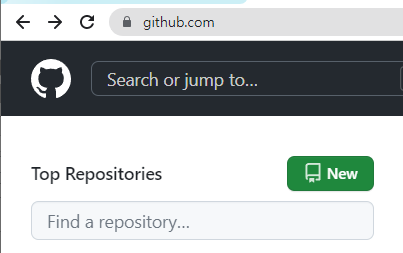 github.com
Search or jump to...
Top Repositories
New
Find a repository...